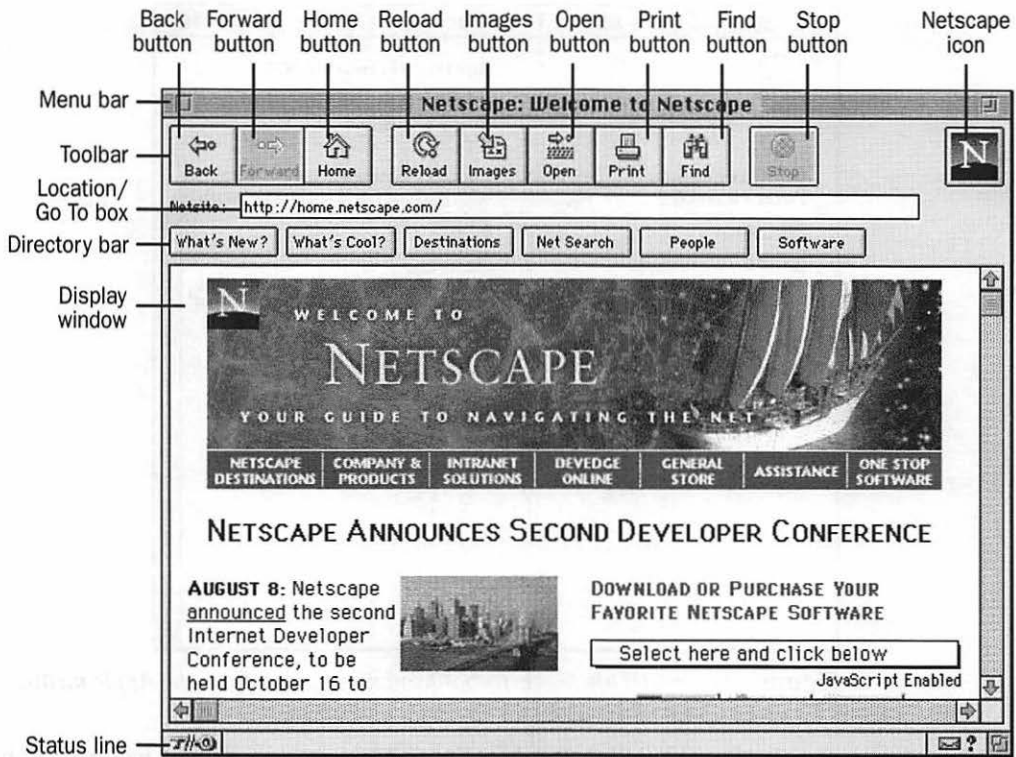 Back button
Forward button
Home button
Reload button
Images button
Open button
Print button
Find button
Stop button
Netscape icon
Menu bar
Netscape: Welcome to Netscape
Toolbar
Back
Forward
Home
Reload
Images
Open
Print
Find
Stop
N
Location/
Go To box
Netsite:
http://home.netscape.com/
Directory bar
What's New?
What's Cool?
Destinations
Net Search
People
Software
Display
window
N
WELCOME TO
NETSCAPE
YOUR GUIDE TO NAVIGATING THE NET
NETSCAPE
DESTINATIONS
COMPANY &
PRODUCTS
INTRANET
SOLUTIONS
DEVEDGE
ONLINE
GENERAL
STORE
ASSISTANCE
ONE STOP
SOFTWARE
NETSCAPE ANNOUNCES SECOND DEVELOPER CONFERENCE
AUGUST 8: Netscape
announced the second
Internet Developer
Conference, to be
held October 16 to
DOWNLOAD OR PURCHASE YOUR
FAVORITE NETSCAPE SOFTWARE
Select here and click below
JavaScript Enabled
Status line
?